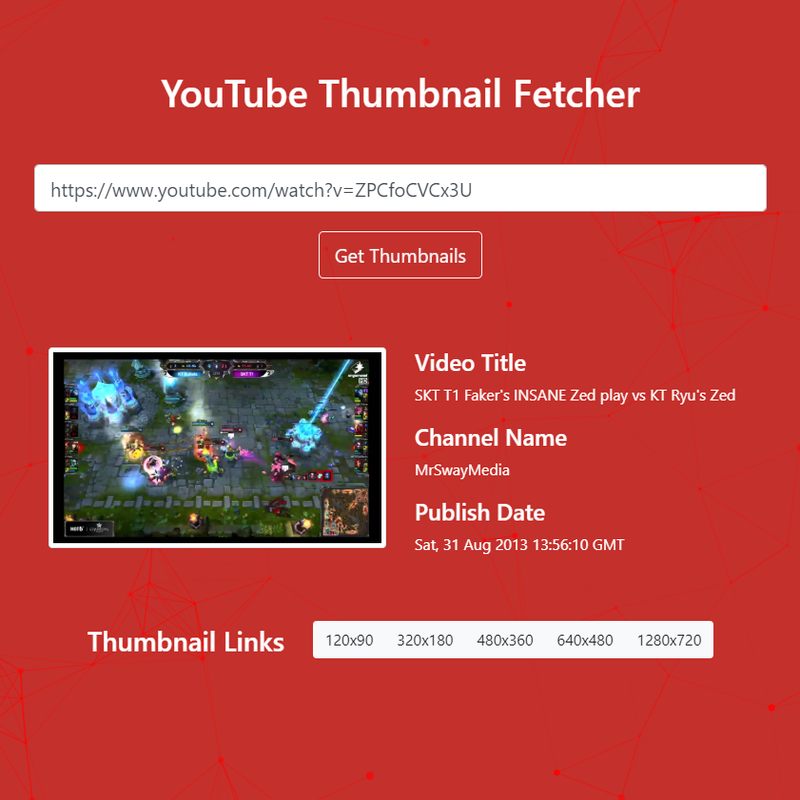 YouTube Thumbnail Fetcher
https://www.youtube.com/watch?v=ZPCfoCVCx3U
Get Thumbnails
SKT T1
Video Title
SKT T1 Faker's INSANE Zed play vs KT Ryu's Zed
Channel Name
MrSwayMedia
Publish Date
Sat, 31 Aug 2013 13:56:10 GMT
Thumbnail Links
120x90
320x180
480x360
640x480
1280x720